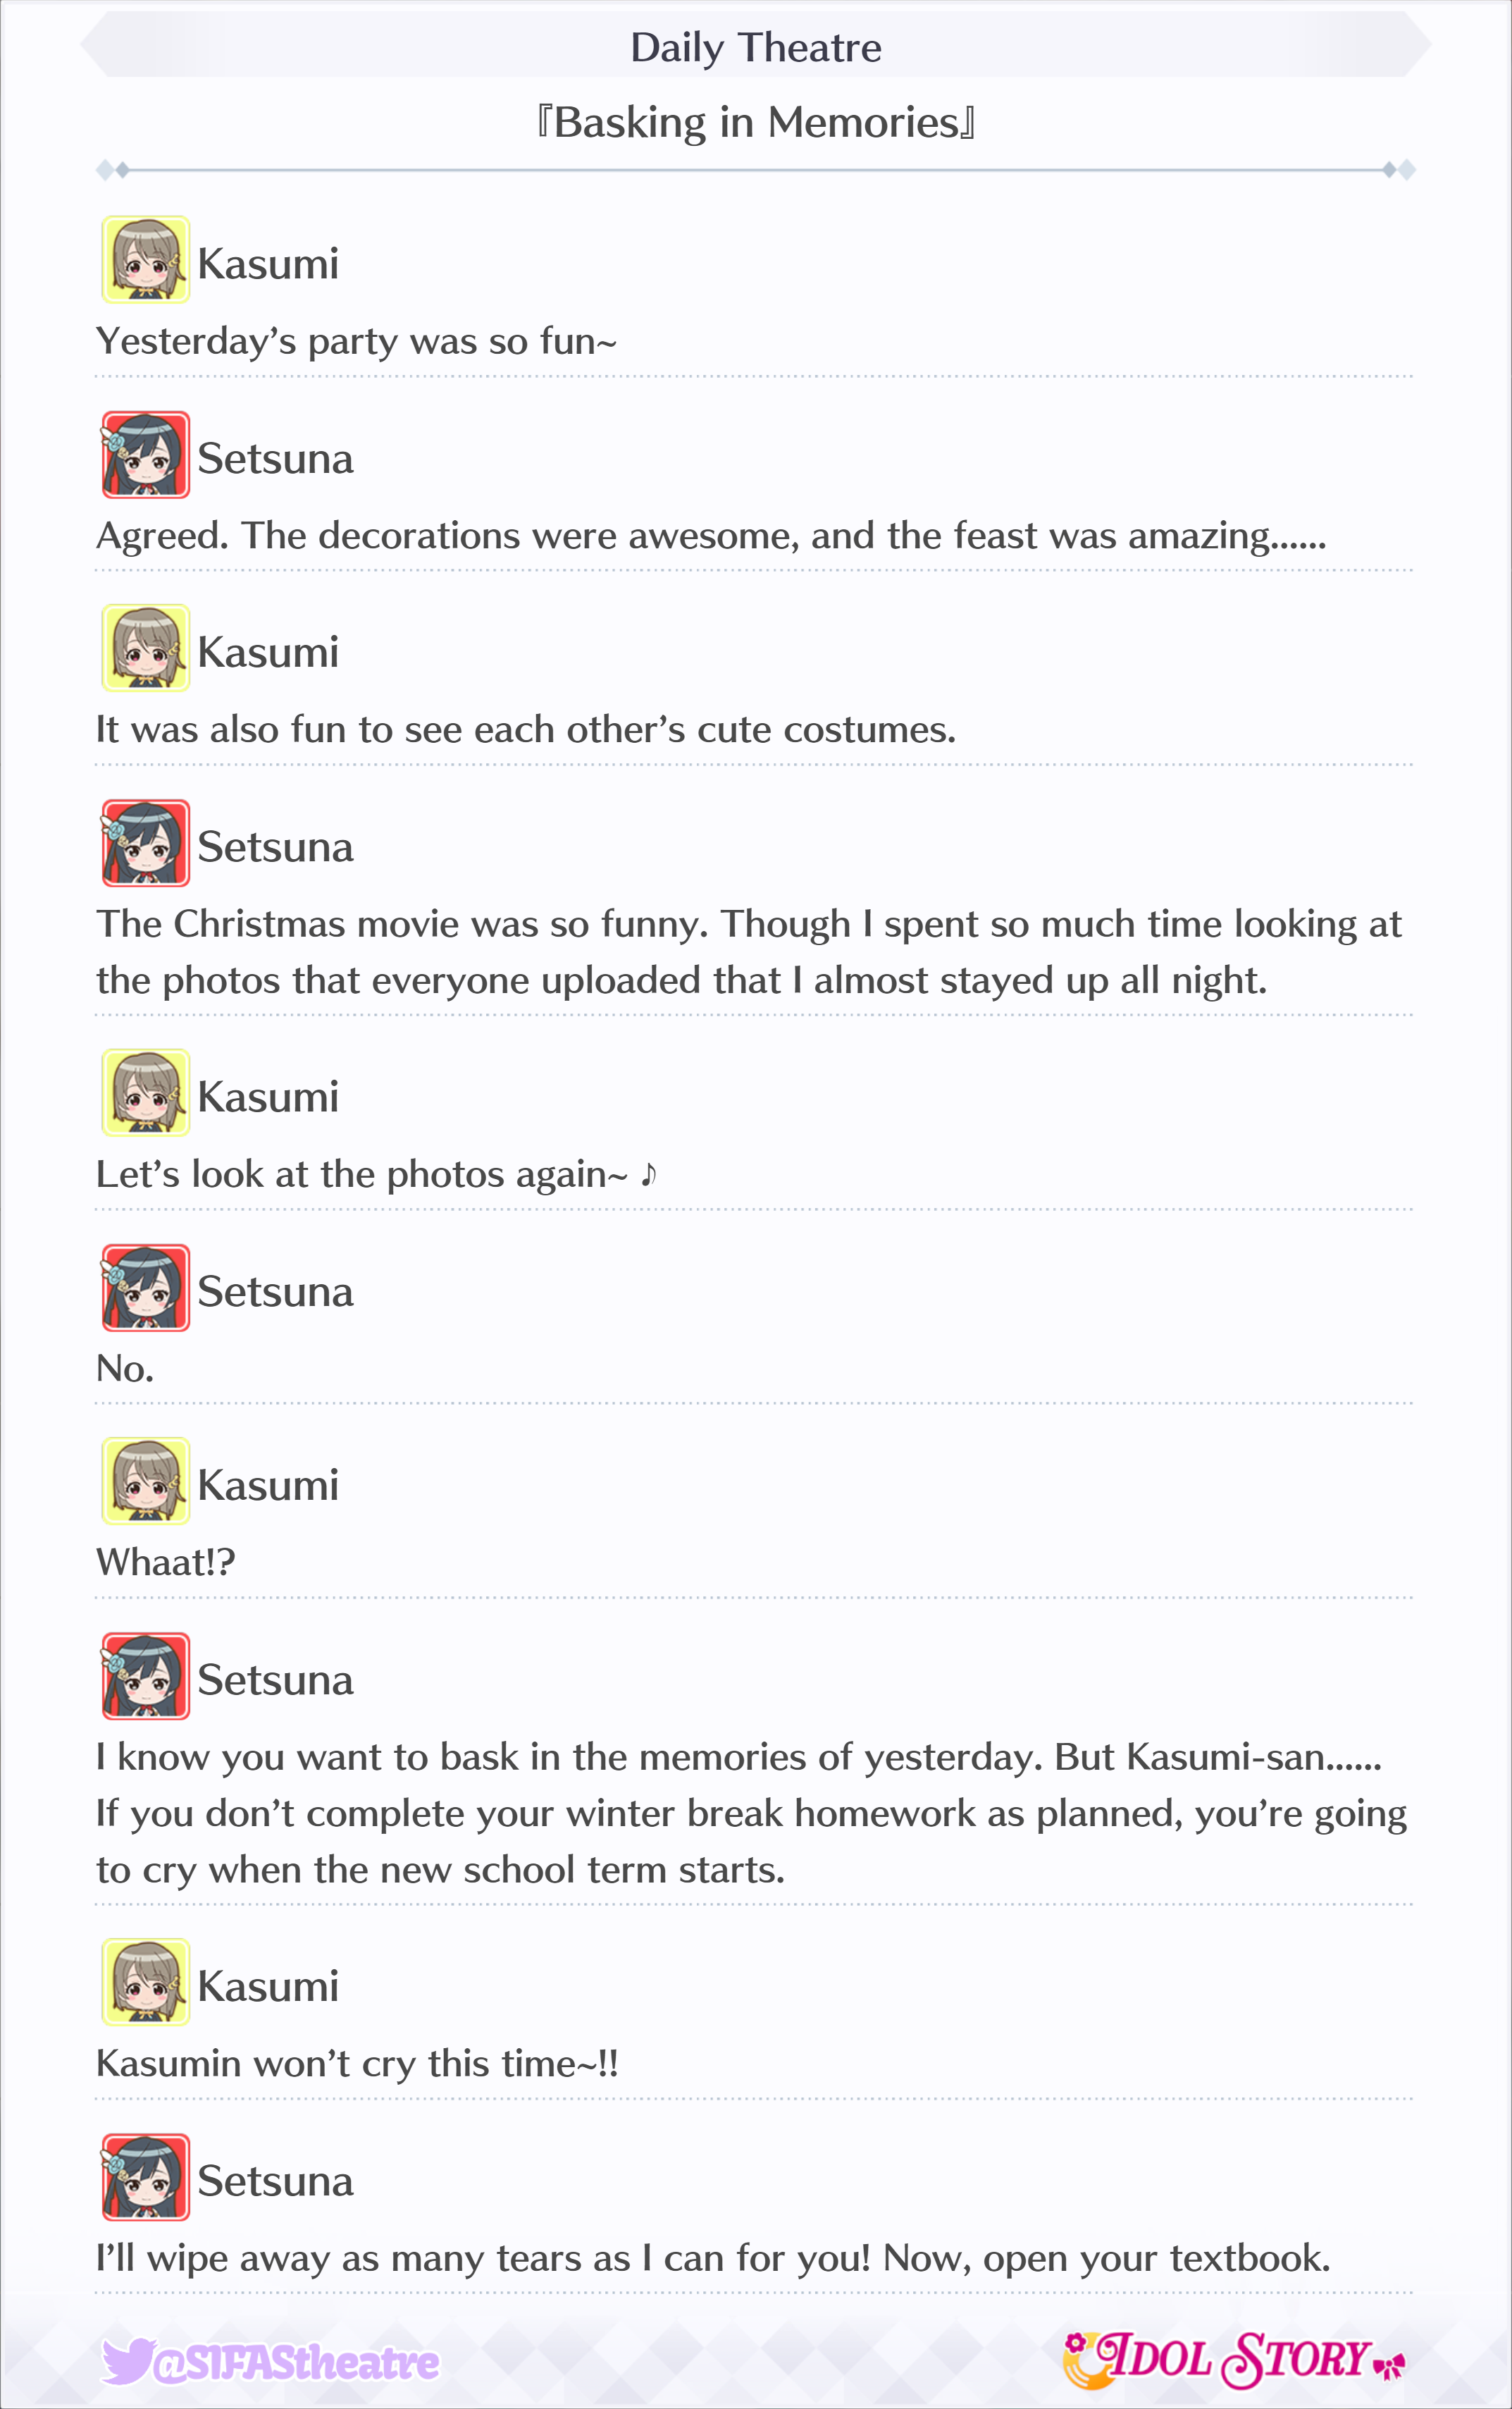 Daily Theatre
『Basking in Memories』
Kasumi
Yesterday’s party was so fun~
Setsuna
Agreed. The decorations were awesome, and the feast was amazing......
Kasumi
It was also fun to see each other’s cute costumes.
Setsuna
The Christmas movie was so funny. Though I spent so much time looking at
the photos that everyone uploaded that I almost stayed up all night.
Kasumi
Let’s look at the photos again~ ♪
Setsuna
No.
Kasumi
Whaat!?
Setsuna
I know you want to bask in the memories of yesterday. But Kasumi-san......
If you don’t complete your winter break homework as planned, you’re going
to cry when the new school term starts.
Kasumi
Kasumin won’t cry this time~!!
Setsuna
I’ll wipe away as many tears as I can for you! Now, open your textbook.
@SIFAStheatre
IDOL STORY